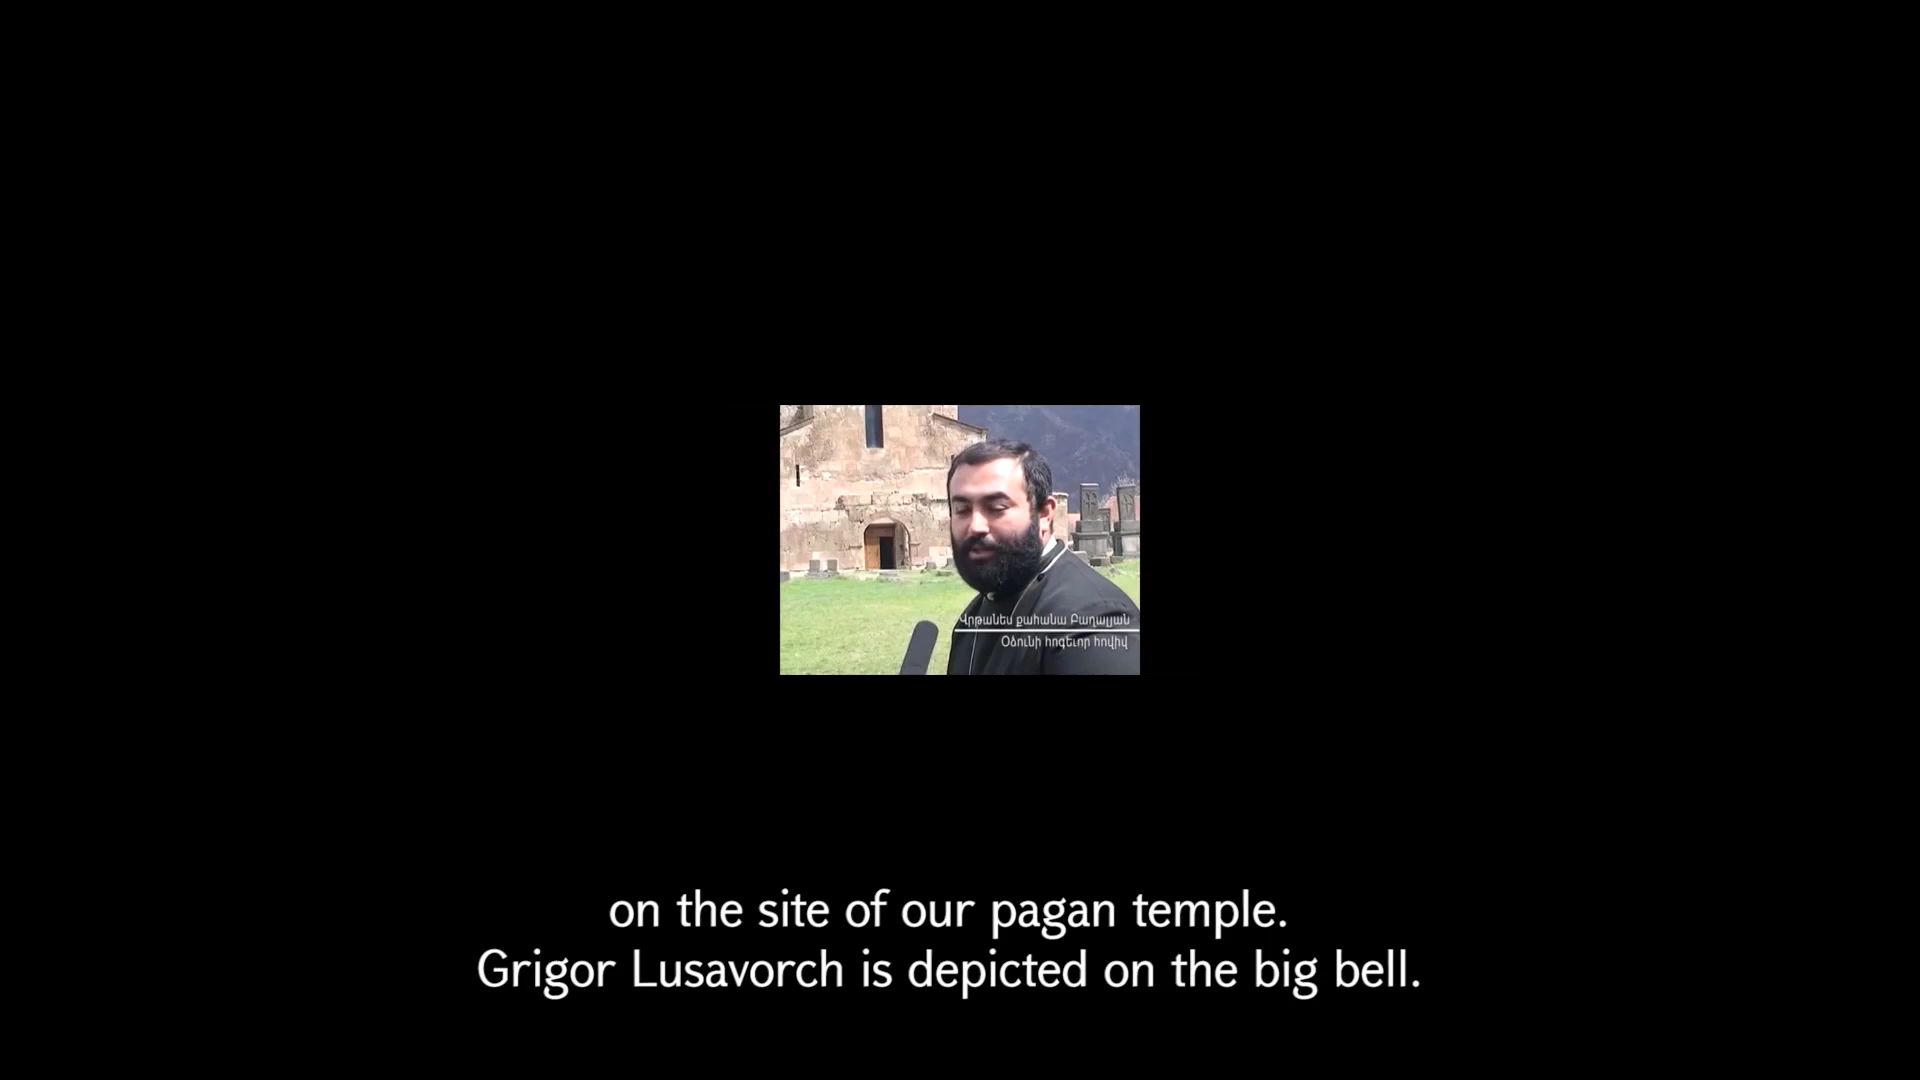 Վրթանես քահանա Բաղալյան
Օձունի հոգեւոր հովիվ
on the site of our pagan temple.
Grigor Lusavorch is depicted on the big bell.